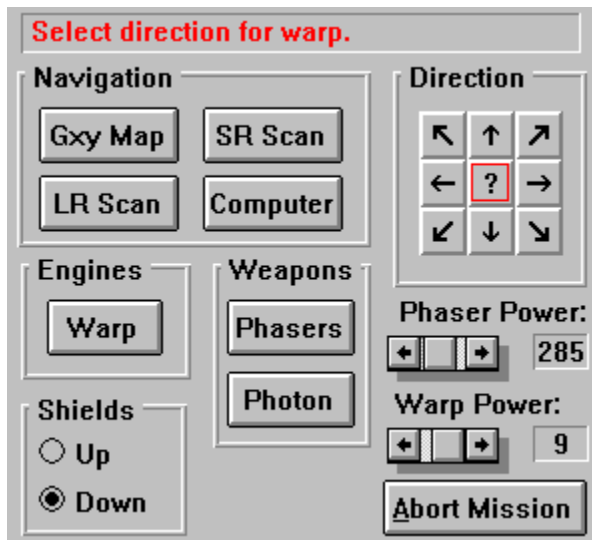 Select direction for warp.
Navigation
Gxy Map
SR Scan
LR Scan
Computer
Direction
?
Engines
Warp
Weapons
Phasers
Photon
Shields
Up
Down
Phaser Power:
285
Warp Power:
9
Abort Mission